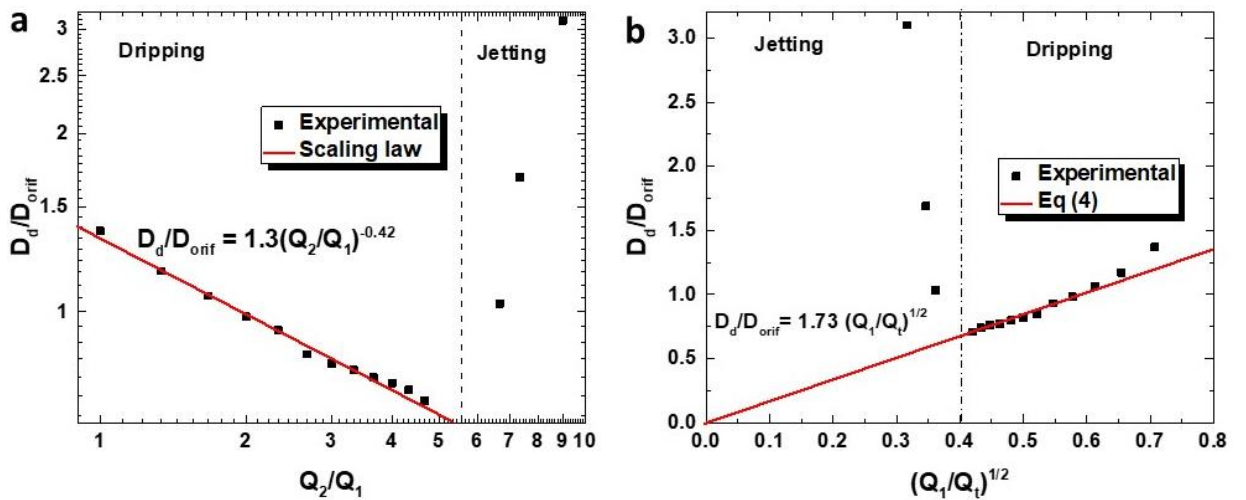 a
Dripping
Jetting
Experimental
Scaling law
D_d/D_orif = 1.3(Q_2/Q_1)^-0.42
D_d/D_orif
3
2.5
2
1.5
1
1 2 3 4 5 6 7 8 9 10
Q_2/Q_1
b
Jetting
Dripping
Experimental
Eq (4)
D_d/D_orif= 1.73 (Q_1/Q_t)^1/2
D_d/D_orif
3.0
2.5
2.0
1.5
1.0
0.5
0.0
0.0 0.1 0.2 0.3 0.4 0.5 0.6 0.7 0.8
(Q_1/Q_t)^1/2